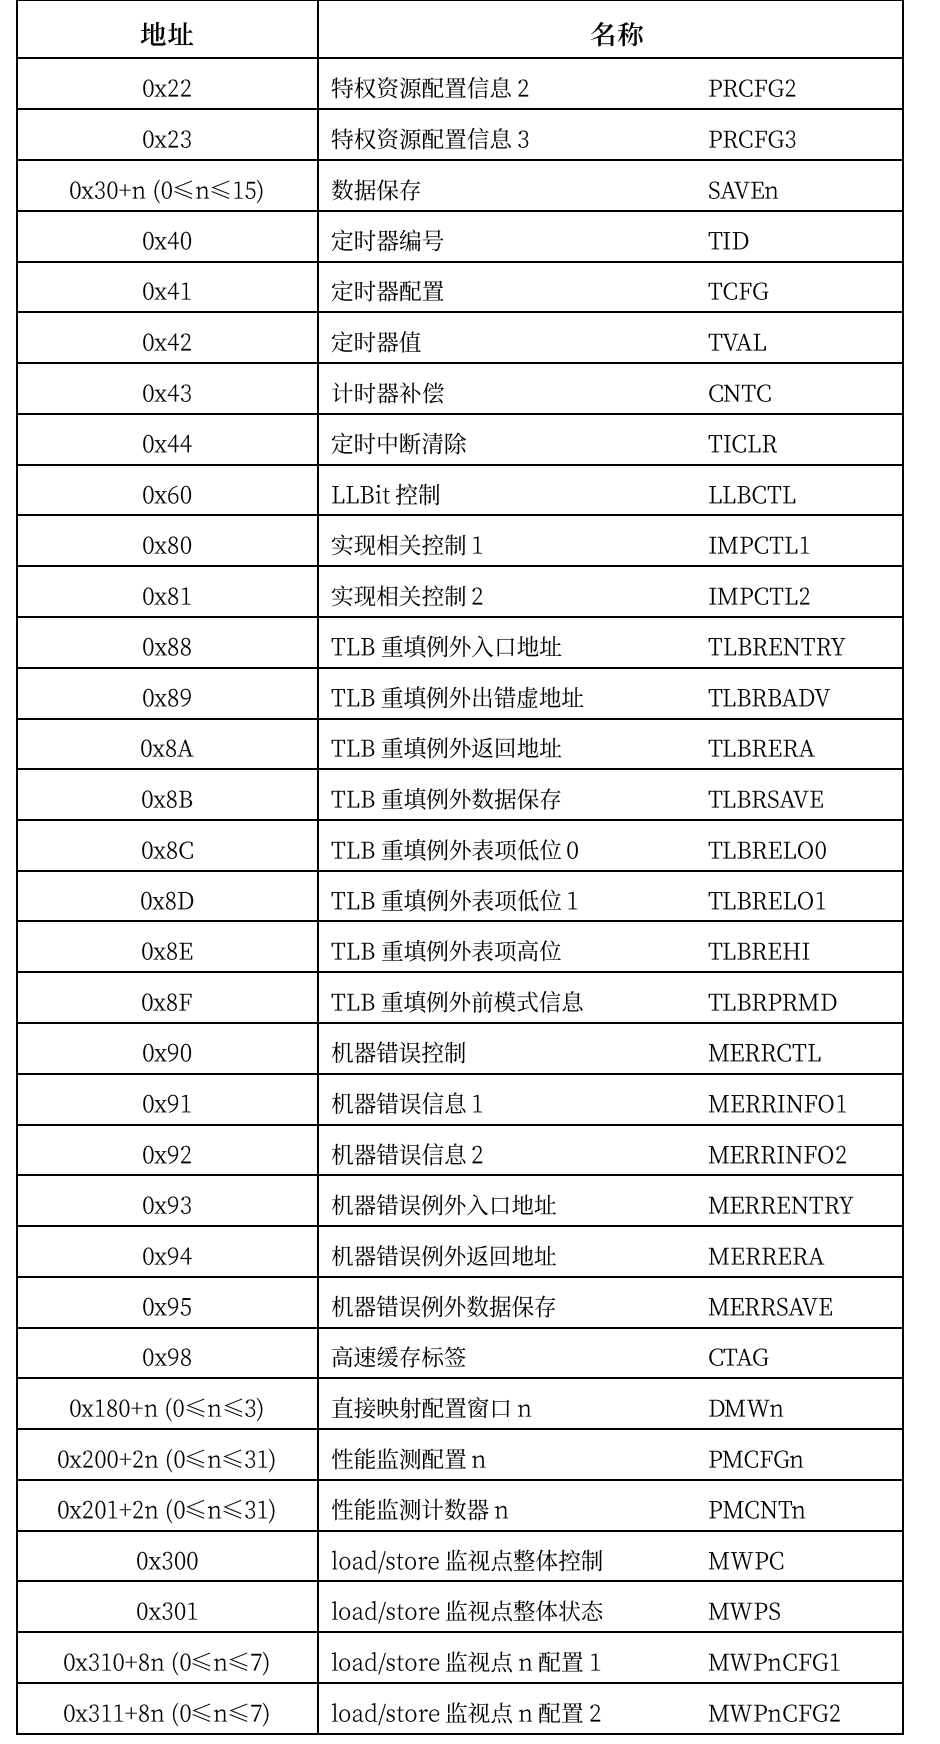 地址 名称
0x22 特权资源配置信息 2 PRCFG2
0x23 特权资源配置信息 3 PRCFG3
0x30+n (0≤n≤15) 数据保存 SAVEn
0x40 定时器编号 TID
0x41 定时器配置 TCFG
0x42 定时器值 TVAL
0x43 计时器补偿 CNTC
0x44 定时中断清除 TICLR
0x60 LLBit 控制 LLBCTL
0x80 实现相关控制 1 IMPCTL1
0x81 实现相关控制 2 IMPCTL2
0x88 TLB 重填例外入口地址 TLBRENTRY
0x89 TLB 重填例外出错虚地址 TLBRBADV
0x8A TLB 重填例外返回地址 TLBRERA
0x8B TLB 重填例外数据保存 TLBRSAVE
0x8C TLB 重填例外表项低位 0 TLBRELO0
0x8D TLB 重填例外表项低位 1 TLBRELO1
0x8E TLB 重填例外表项高位 TLBREHI
0x8F TLB 重填例外前模式信息 TLBRPRMD
0x90 机器错误控制 MERRCTL
0x91 机器错误信息 1 MERRINFO1
0x92 机器错误信息 2 MERRINFO2
0x93 机器错误例外入口地址 MERRENTRY
0x94 机器错误例外返回地址 MERRERA
0x95 机器错误例外数据保存 MERRSAVE
0x98 高速缓存标签 CTAG
0x180+n (0≤n≤3) 直接映射配置窗口 n DMWn
0x200+2n (0≤n≤31) 性能监测配置 n PMCFGn
0x201+2n (0≤n≤31) 性能监测计数器 n PMCNTn
0x300 load/store 监视点整体控制 MWPC
0x301 load/store 监视点整体状态 MWPS
0x310+8n (0≤n≤7) load/store 监视点 n 配置 1 MWPnCFG1
0x311+8n (0≤n≤7) load/store 监视点 n 配置 2 MWPnCFG2